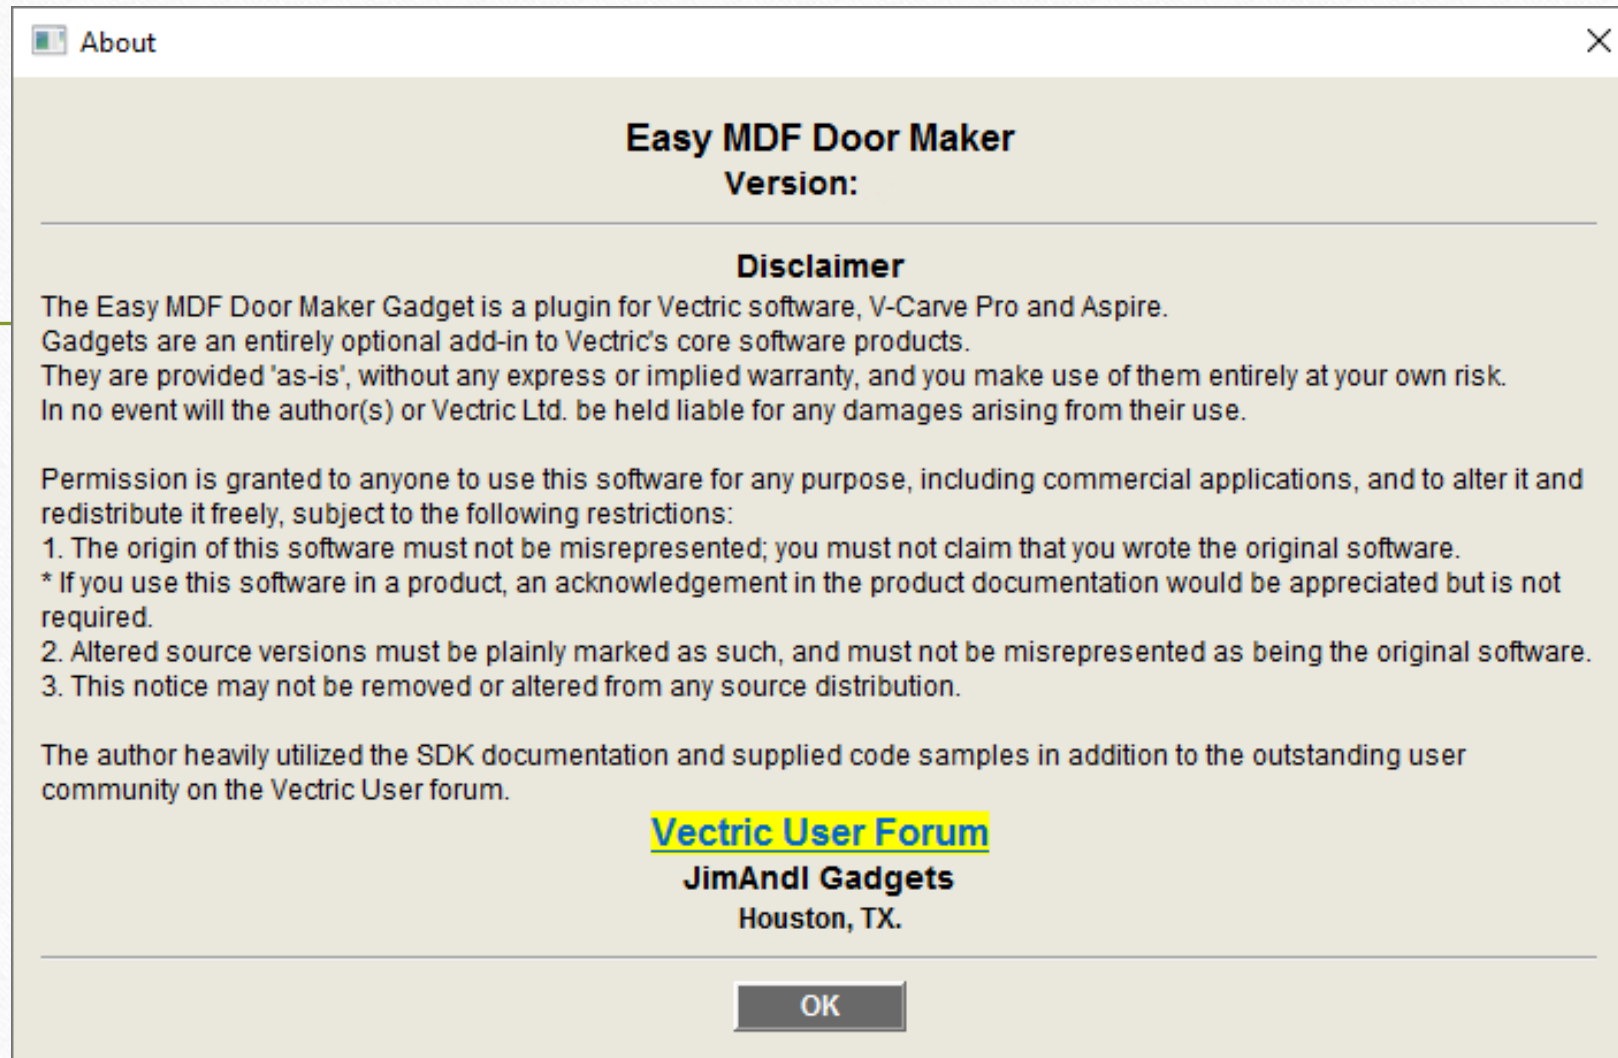 About
Easy MDF Door Maker
Version:
Disclaimer
The Easy MDF Door Maker Gadget is a plugin for Vectric software, V-Carve Pro and Aspire.
Gadgets are an entirely optional add-in to Vectric's core software products.
They are provided 'as-is', without any express or implied warranty, and you make use of them entirely at your own risk.
In no event will the author(s) or Vectric Ltd. be held liable for any damages arising from their use.
Permission is granted to anyone to use this software for any purpose, including commercial applications, and to alter it and
redistribute it freely, subject to the following restrictions:
1. The origin of this software must not be misrepresented; you must not claim that you wrote the original software.
* If you use this software in a product, an acknowledgement in the product documentation would be appreciated but is not
required.
2. Altered source versions must be plainly marked as such, and must not be misrepresented as being the original software.
3. This notice may not be removed or altered from any source distribution.
The author heavily utilized the SDK documentation and supplied code samples in addition to the outstanding user
community on the Vectric User forum.
Vectric User Forum
JimAndI Gadgets
Houston, TX.
OK